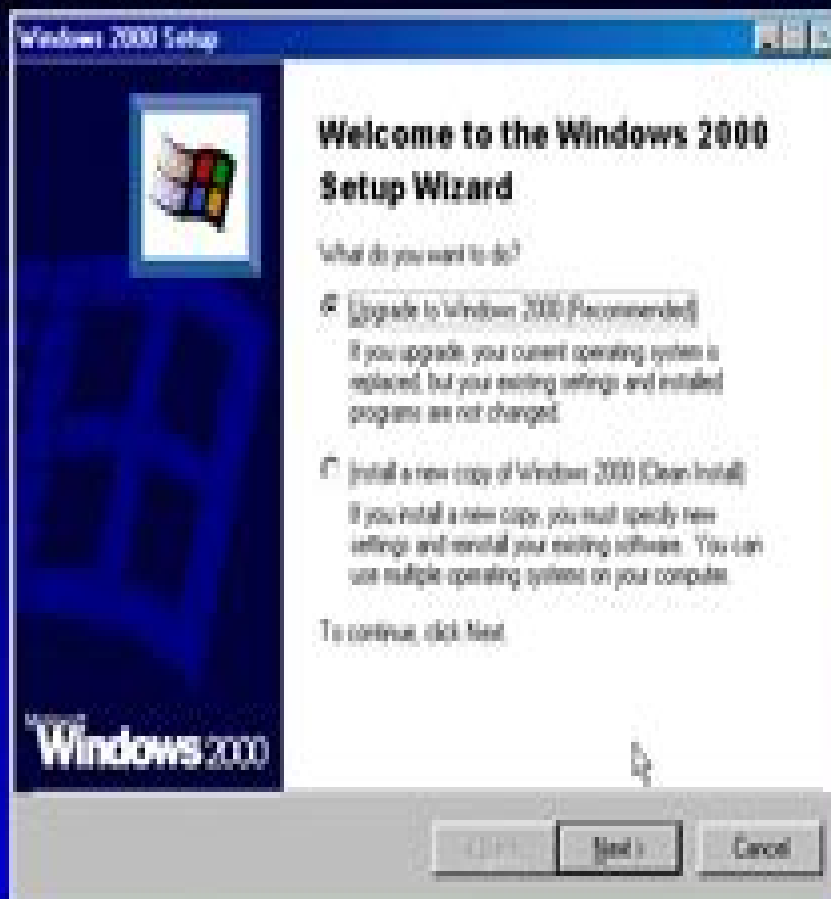 Windows 2000 Setup
Welcome to the Windows 2000
Setup Wizard
What do you want to do?
Upgrade to Windows 2000 (Recommended)
If you upgrade, your current operating system is
replaced, but your existing settings and installed
programs are not changed.
Install a new copy of Windows 2000 (Clean Install)
If you install a new copy, you must specify new
settings and reinstall your existing software. You can
use multiple operating systems on your computer.
To continue, click Next.
Microsoft
Windows 2000
Next >
Cancel